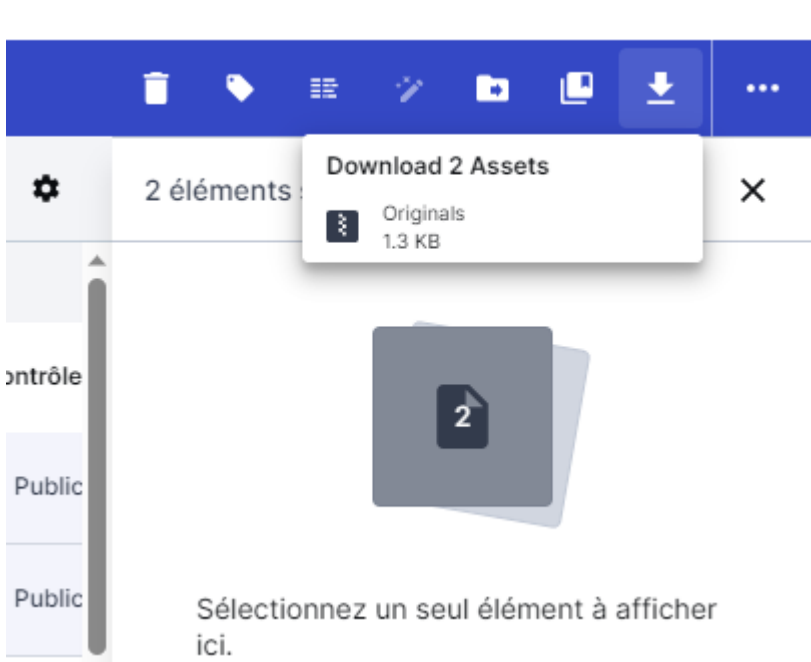 Download 2 Assets
2 éléments
Originals
1.3 KB
ontrôle
2
Public
Public
Sélectionnez un seul élément à afficher
ici.